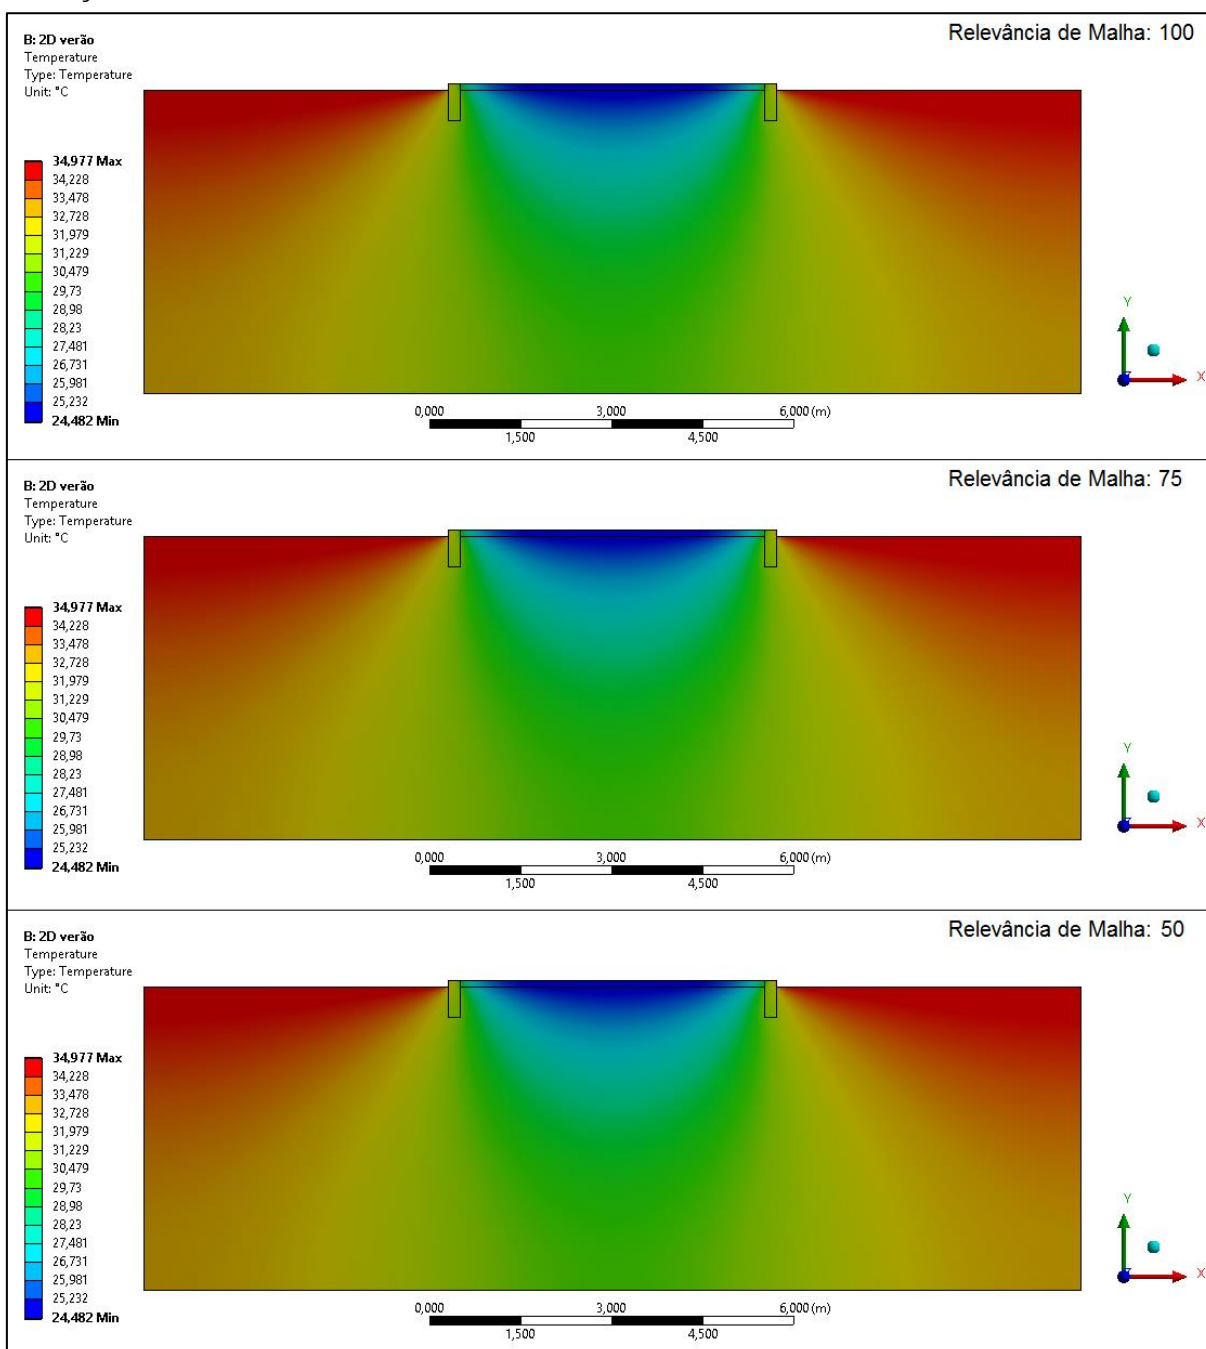 B: 2D verão
Temperature
Type: Temperature
Unit: °C
Relevância de Malha: 100
34,977 Max
34,228
33,478
32,728
31,979
31,229
30,479
29,73
28,98
28,23
27,481
26,731
25,981
25,232
24,482 Min
Y
X
0,000 3,000 6,000 (m)
1,500 4,500
B: 2D verão
Temperature
Type: Temperature
Unit: °C
Relevância de Malha: 75
34,977 Max
34,228
33,478
32,728
31,979
31,229
30,479
29,73
28,98
28,23
27,481
26,731
25,981
25,232
24,482 Min
Y
X
0,000 3,000 6,000 (m)
1,500 4,500
B: 2D verão
Temperature
Type: Temperature
Unit: °C
Relevância de Malha: 50
34,977 Max
34,228
33,478
32,728
31,979
31,229
30,479
29,73
28,98
28,23
27,481
26,731
25,981
25,232
24,482 Min
Y
X
0,000 3,000 6,000 (m)
1,500 4,500